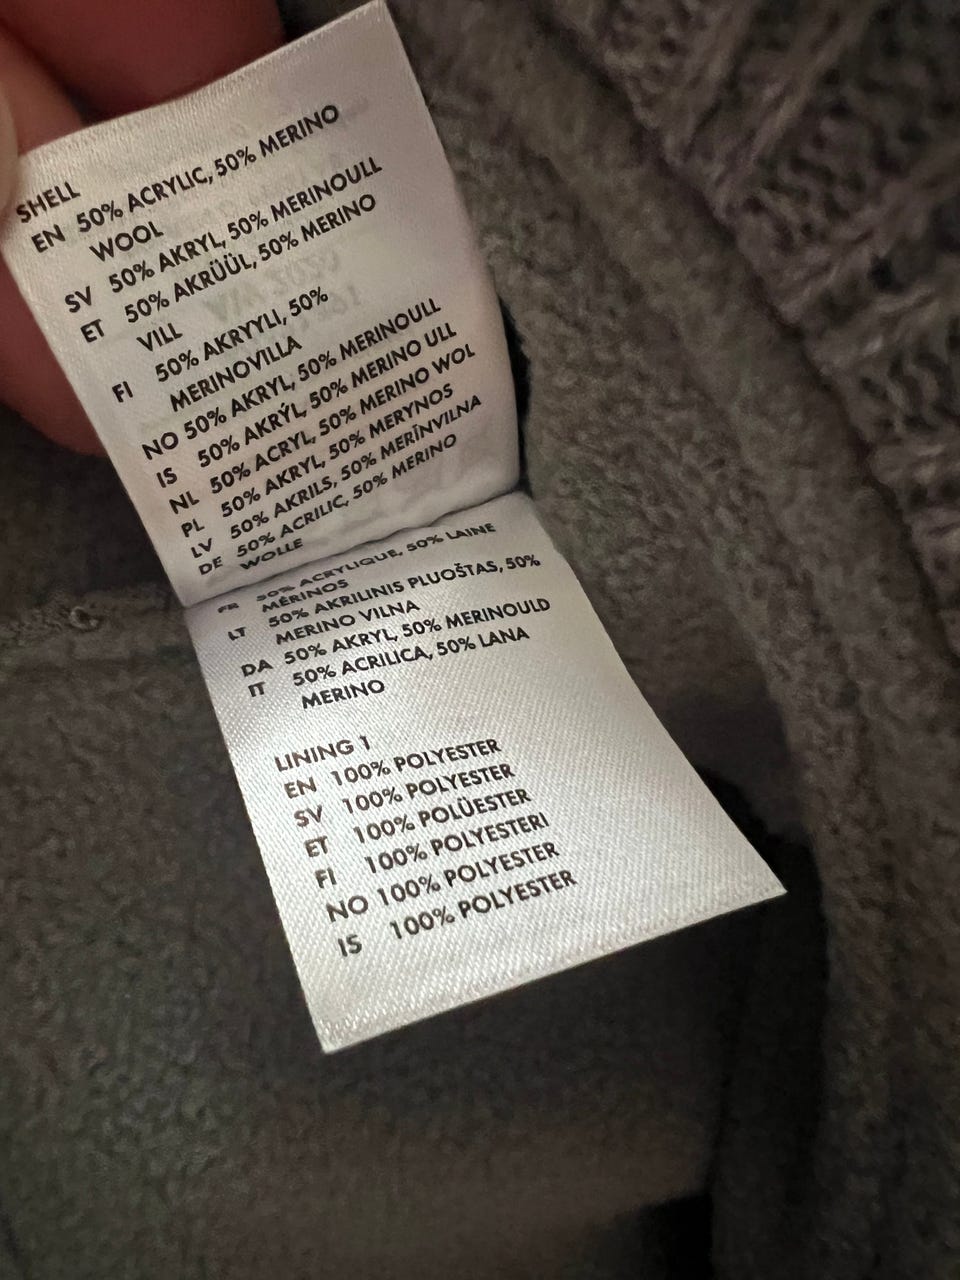 SHELL
EN 50% ACRYLIC, 50% MERINO
WOOL
SV 50% AKRYL, 50% MERINOULL
ET 50% AKRÜÜL, 50% MERINO
VILL
FI 50% AKRYYLI, 50%
MERINOVILLA
NO 50% AKRYL, 50% MERINOULL
IS 50% AKRÝL, 50% MERINO ULL
NL 50% ACRYL, 50% MERINO WOL
PL 50% AKRYL, 50% MERYNOS
LV 50% AKRILS, 50% MERĪNVILNA
DE 50% ACRILIC, 50% MERINO
WOLLE
FR 50% ACRYLIQUE, 50% LAINE
MÉRINOS
LT 50% AKRILINIS PLUOŠTAS, 50%
MERINO VILNA
DA 50% AKRYL, 50% MERINOULD
IT 50% ACRILICA, 50% LANA
MERINO
LINING 1
EN 100% POLYESTER
SV 100% POLYESTER
ET 100% POLÜESTER
FI 100% POLYESTERI
NO 100% POLYESTER
IS 100% POLYESTER